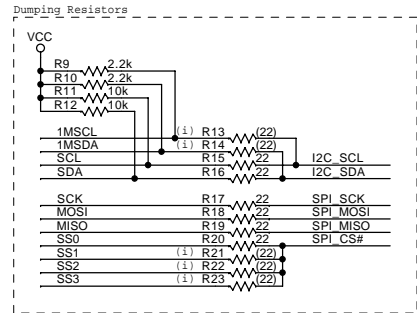 Dumping Resistors
VCC
R9 2.2k
R10 2.2k
R11 10k
R12 10k
1MSCL (i) R13 (22)
1MSDA (i) R14 (22)
SCL R15 22 I2C_SCL
SDA R16 22 I2C_SDA
SCK R17 22 SPI_SCK
MOSI R18 22 SPI_MOSI
MISO R19 22 SPI_MISO
SS0 R20 22 SPI_CS#
SS1 (i) R21 (22)
SS2 (i) R22 (22)
SS3 (i) R23 (22)